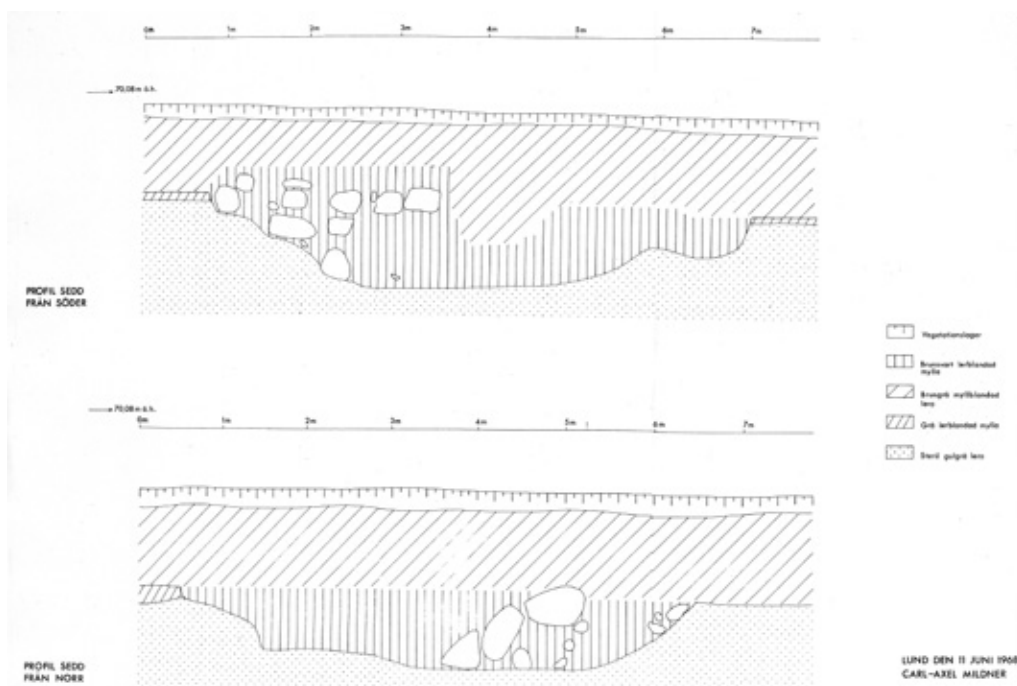 0m 1m 2m 3m 4m 5m 6m 7m
70,08m ö.h.
PROFIL SEDD
FRÅN SÖDER
Vegetationslager
Brunsvart lerblandad
mylla
Brungrå myllblandad
lera
Grå lerblandad mylla
Steril gulgrå lera
70,08m ö.h.
0m 1m 2m 3m 4m 5m 6m 7m
PROFIL SEDD
FRÅN NORR
LUND DEN 11 JUNI 1968
CARL-AXEL MILDNER